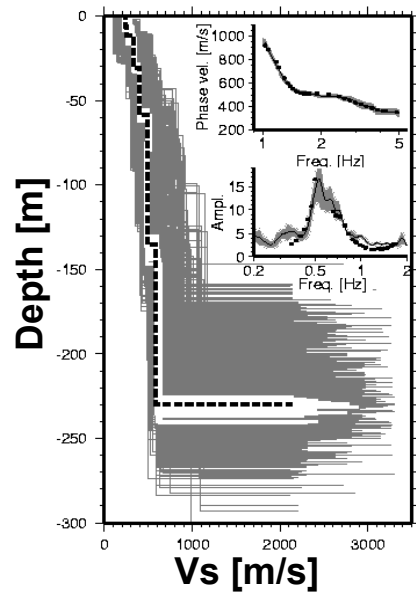 0
-50
-100
-150
-200
-250
-300
Depth [m]
0 1000 2000 3000
Vs [m/s]
1000
800
600
400
200
Phase vel. [m/s]
1 2 5
Freq. [Hz]
15
10
5
0
Ampl.
0.2 0.5 1 2
Freq. [Hz]